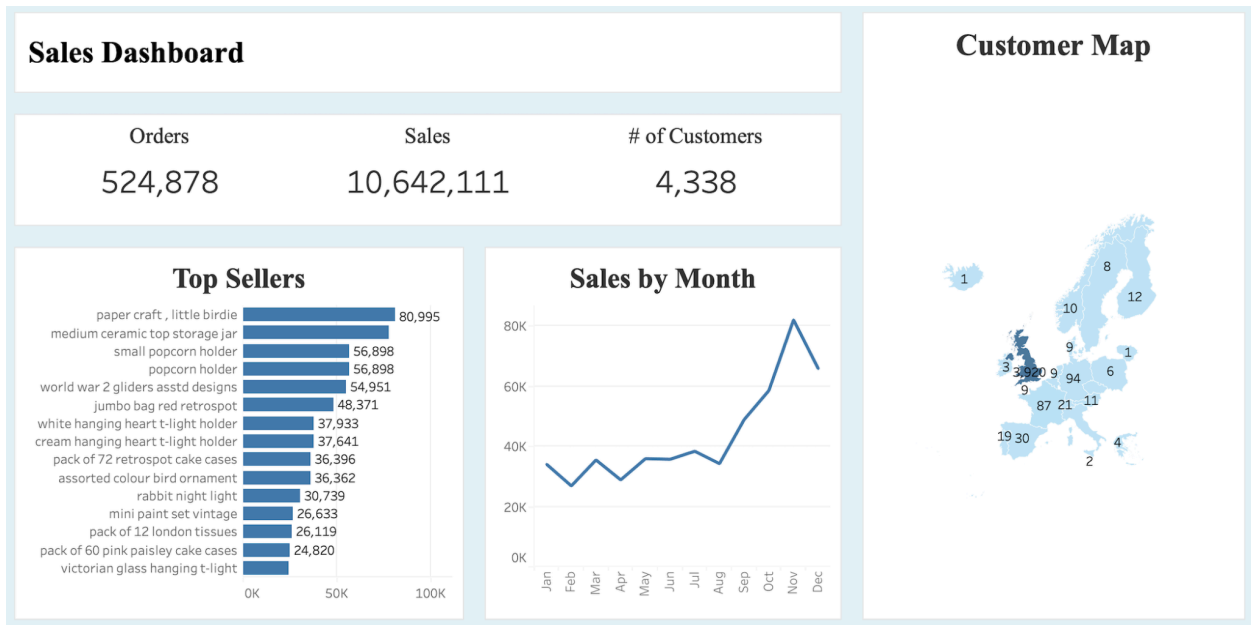 Sales Dashboard
Orders Sales # of Customers
524,878 10,642,111 4,338
Top Sellers
paper craft , little birdie 80,995
medium ceramic top storage jar
small popcorn holder 56,898
popcorn holder 56,898
world war 2 gliders asstd designs 54,951
jumbo bag red retrospot 48,371
white hanging heart t-light holder 37,933
cream hanging heart t-light holder 37,641
pack of 72 retrospot cake cases 36,396
assorted colour bird ornament 36,362
rabbit night light 30,739
mini paint set vintage 26,633
pack of 12 london tissues 26,119
pack of 60 pink paisley cake cases 24,820
victorian glass hanging t-light
0K 50K 100K
Sales by Month
80K
60K
40K
20K
0K
Jan Feb Mar Apr May Jun Jul Aug Sep Oct Nov Dec
Customer Map
8
1
12
10
9
1
3 3,920 9 94 6
9
87 21 11
19 30 4
2